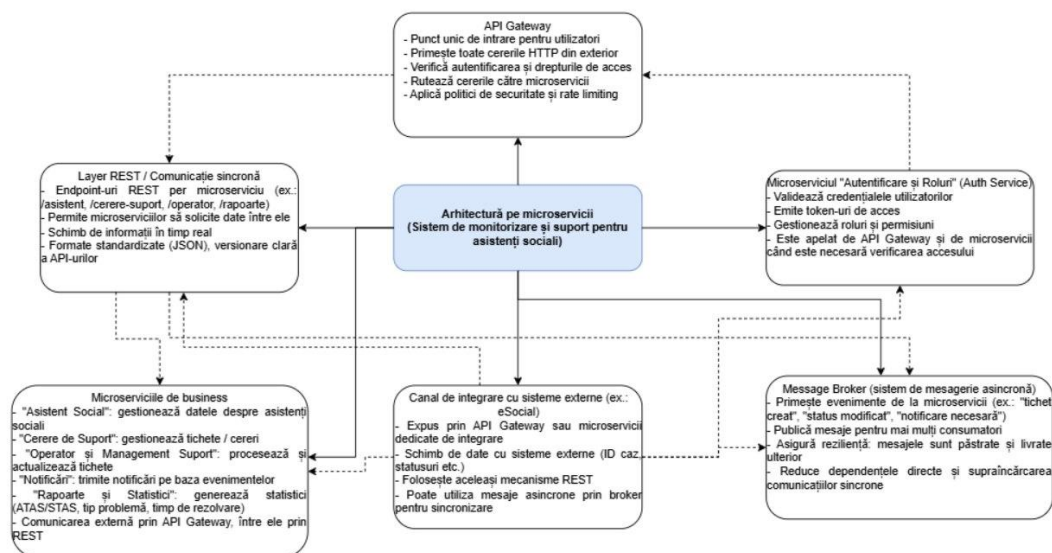 API Gateway
- Punct unic de intrare pentru utilizatori
- Primește toate cererile HTTP din exterior
- Verifică autentificarea și drepturile de acces
- Rutează cererile către microservicii
- Aplică politici de securitate și rate limiting
Layer REST / Comunicație sincronă
- Endpoint-uri REST per microserviciu (ex.:
/asistent, /cerere-suport, /operator, /rapoarte)
- Permite microserviciilor să solicite date între ele
- Schimb de informații în timp real
- Formate standardizate (JSON), versionare clară
a API-urilor
Arhitectură pe microservicii
(Sistem de monitorizare și suport pentru
asistenți sociali)
Microserviciul "Autentificare și Roluri" (Auth Service)
- Validează credențialele utilizatorilor
- Emite token-uri de acces
- Gestionează roluri și permisiuni
- Este apelat de API Gateway și de microservicii
când este necesară verificarea accesului
Microserviciile de business
- "Asistent Social": gestionează datele despre asistenți
sociali
- "Cerere de Suport": gestionează tichete / cereri
- "Operator și Management Suport": procesează și
actualizează tichete
- "Notificări": trimite notificări pe baza evenimentelor
- "Rapoarte și Statistici": generează statistici
(ATAS/STAS, tip problemă, timp de rezolvare)
- Comunicarea externă prin API Gateway, între ele prin
REST
Canal de integrare cu sisteme externe (ex.:
eSocial)
- Expus prin API Gateway sau microservicii
dedicate de integrare
- Schimb de date cu sisteme externe (ID caz,
statusuri etc.)
- Folosește aceleași mecanisme REST
- Poate utiliza mesaje asincrone prin broker
pentru sincronizare
Message Broker (sistem de mesagerie asincronă)
- Primește evenimente de la microservicii (ex.: "tichet
creat", "status modificat", "notificare necesară")
- Publică mesaje pentru mai mulți consumatori
- Asigură reziliență: mesajele sunt păstrate și livrate
ulterior
- Reduce dependențele directe și supraîncărcarea
comunicațiilor sincrone